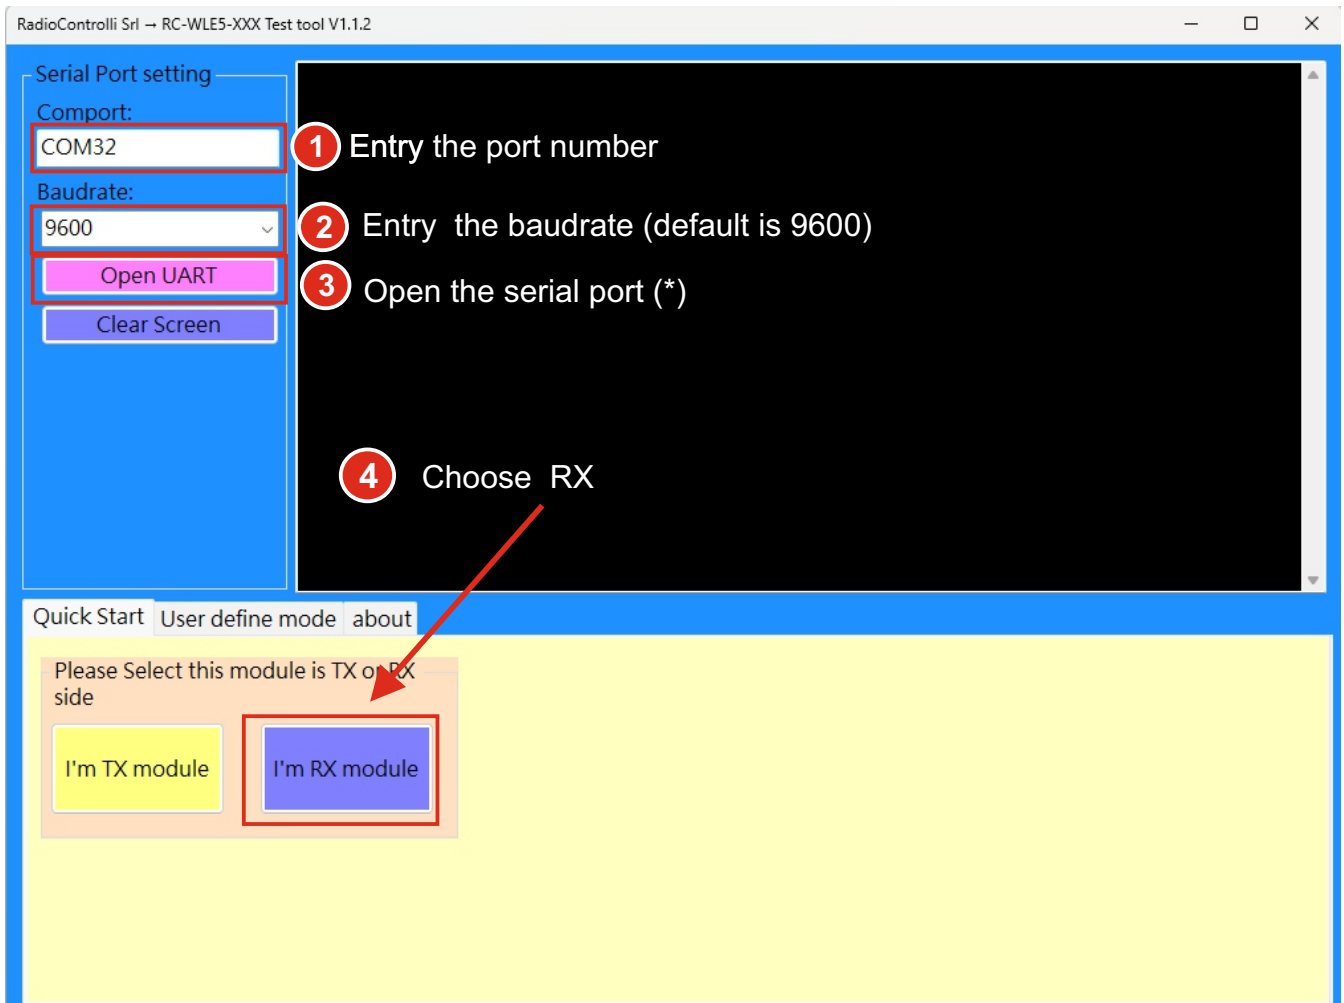 RadioControlli Srl → RC-WLE5-XXX Test tool V1.1.2
Serial Port setting
Comport:
COM32
1 Entry the port number
Baudrate:
9600
2 Entry the baudrate (default is 9600)
Open UART
3 Open the serial port (*)
Clear Screen
4 Choose RX
Quick Start User define mode about
Please Select this module is TX or RX
side
I'm TX module I'm RX module